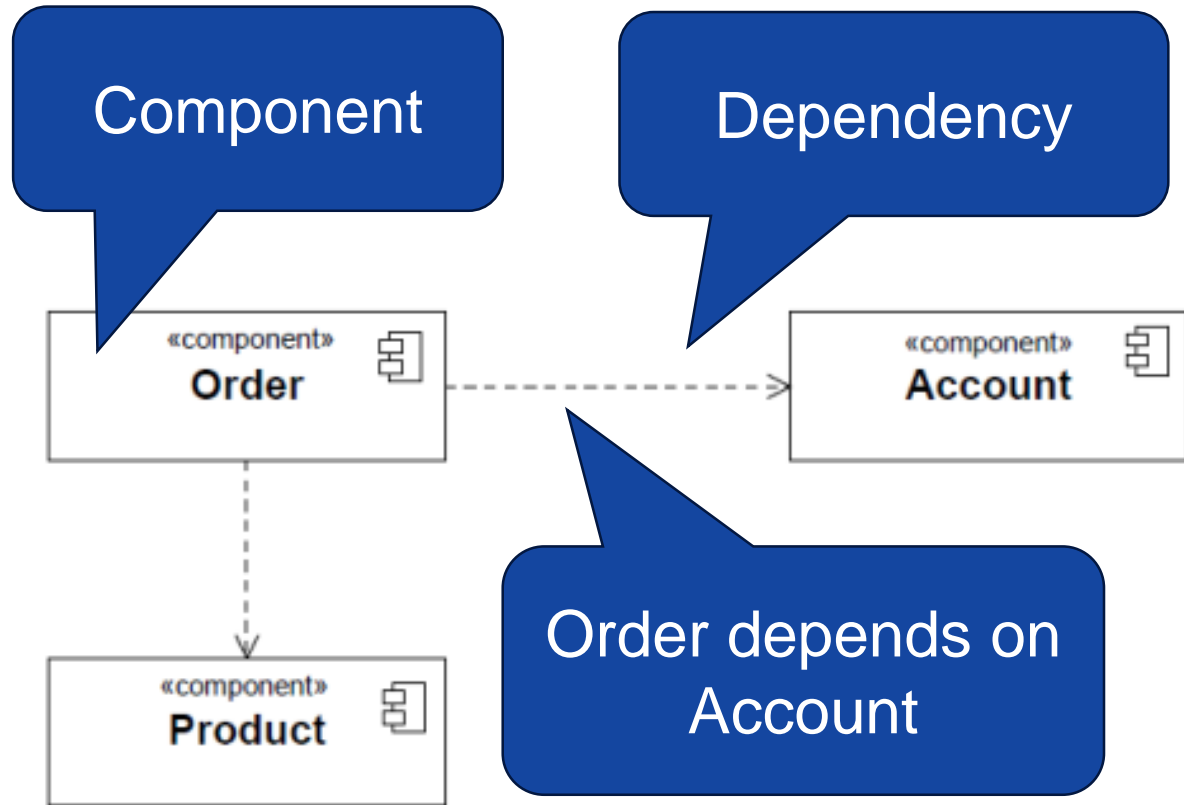 Component
Dependency
«component»
Order
«component»
Account
Order depends on
Account
«component»
Product